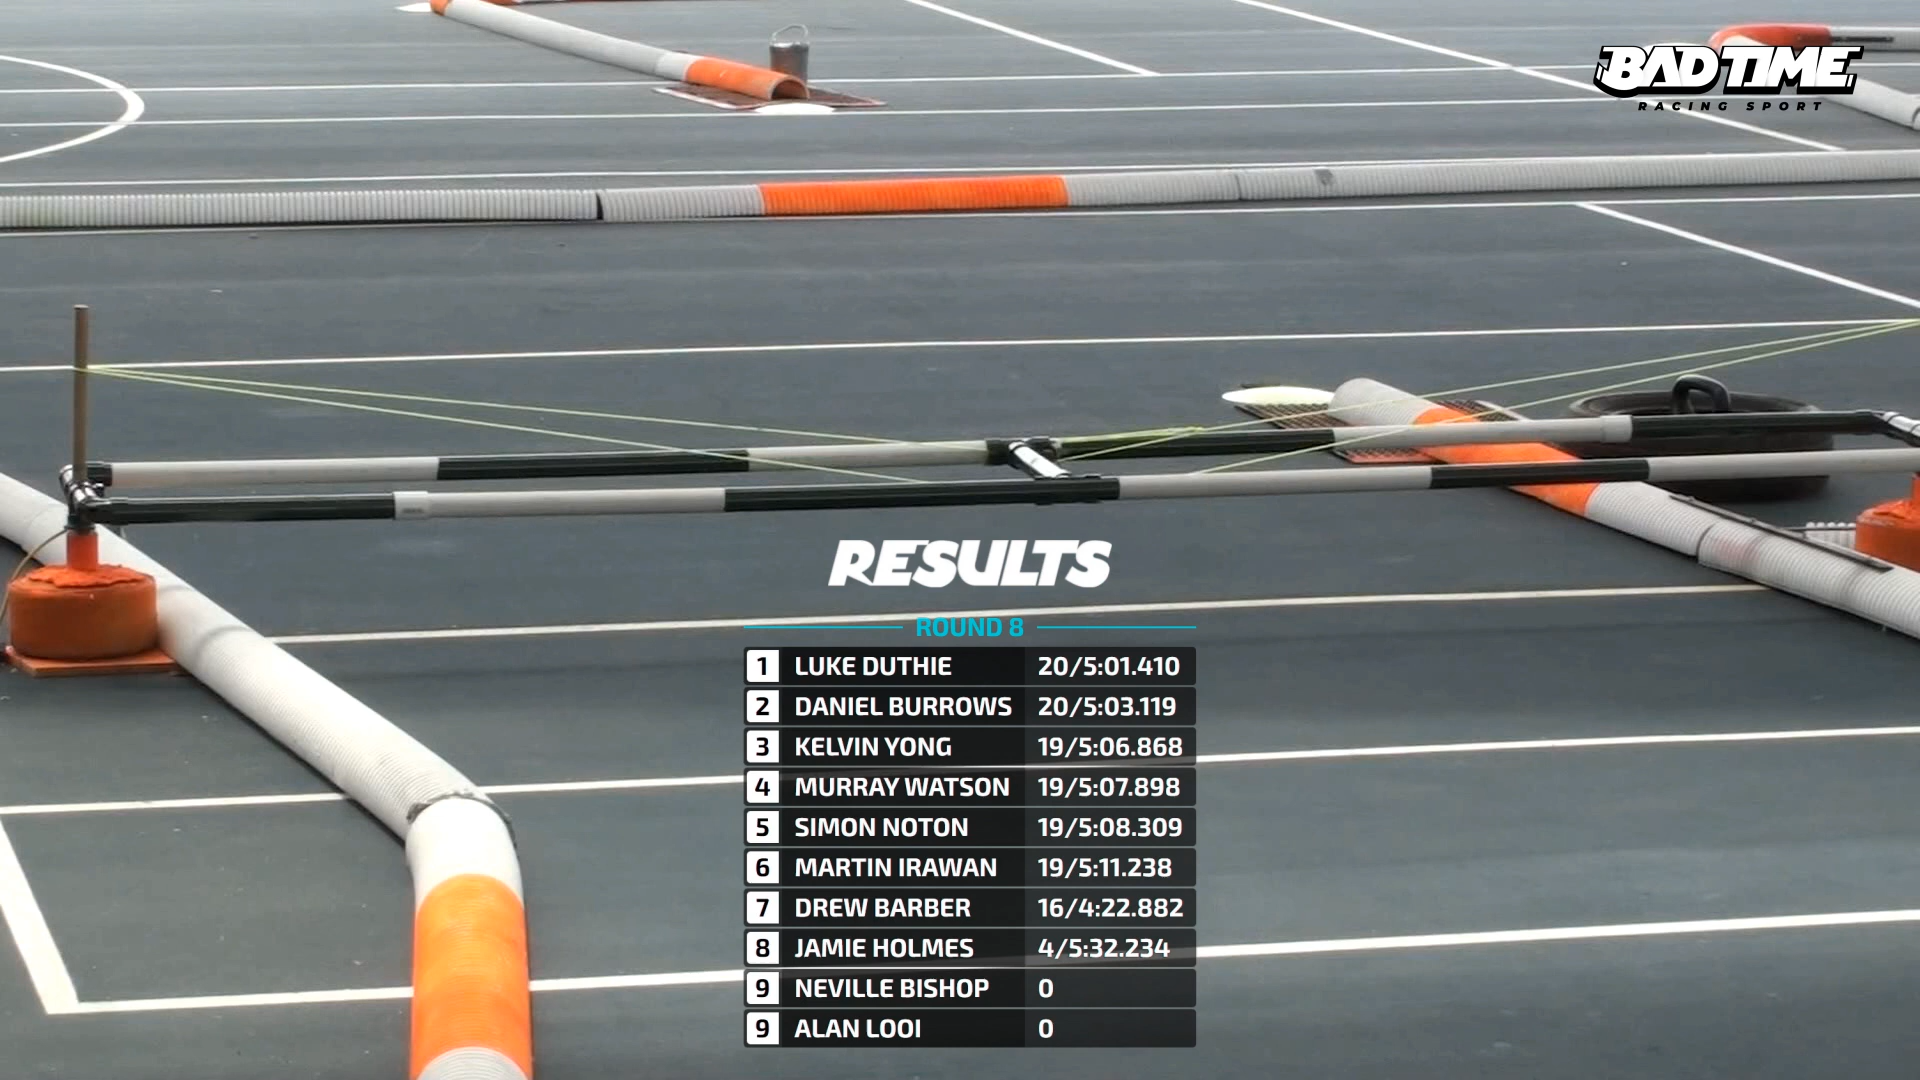 BAD TIME
RACING SPORT
RESULTS
ROUND 8
1 LUKE DUTHIE 20/5:01.410
2 DANIEL BURROWS 20/5:03.119
3 KELVIN YONG 19/5:06.868
4 MURRAY WATSON 19/5:07.898
5 SIMON NOTON 19/5:08.309
6 MARTIN IRAWAN 19/5:11.238
7 DREW BARBER 16/4:22.882
8 JAMIE HOLMES 4/5:32.234
9 NEVILLE BISHOP 0
9 ALAN LOOI 0